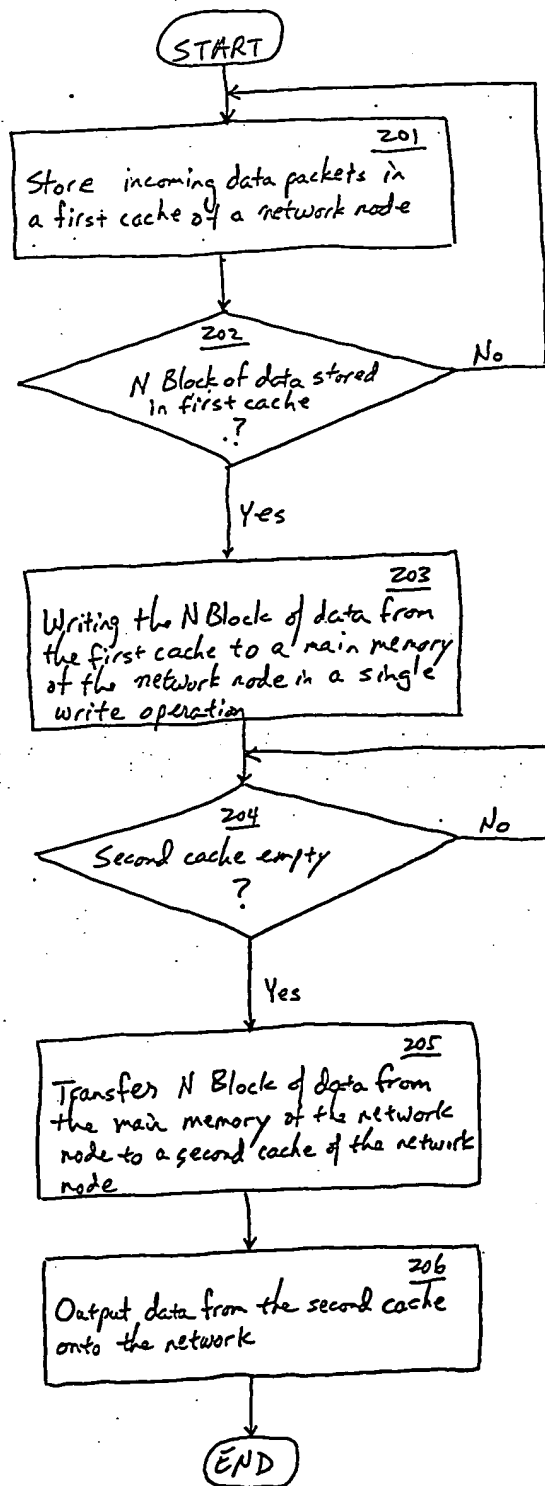 START
201
Store incoming data packets in
a first cache of a network node
202
N Block of data stored
in first cache
?
No
Yes
203
Writing the N Block of data from
the first cache to a main memory
of the network node in a single
write operation
204
Second cache empty
?
No
Yes
205
Transfer N Block of data from
the main memory of the network
node to a second cache of the network
node
206
Output data from the second cache
onto the network
END